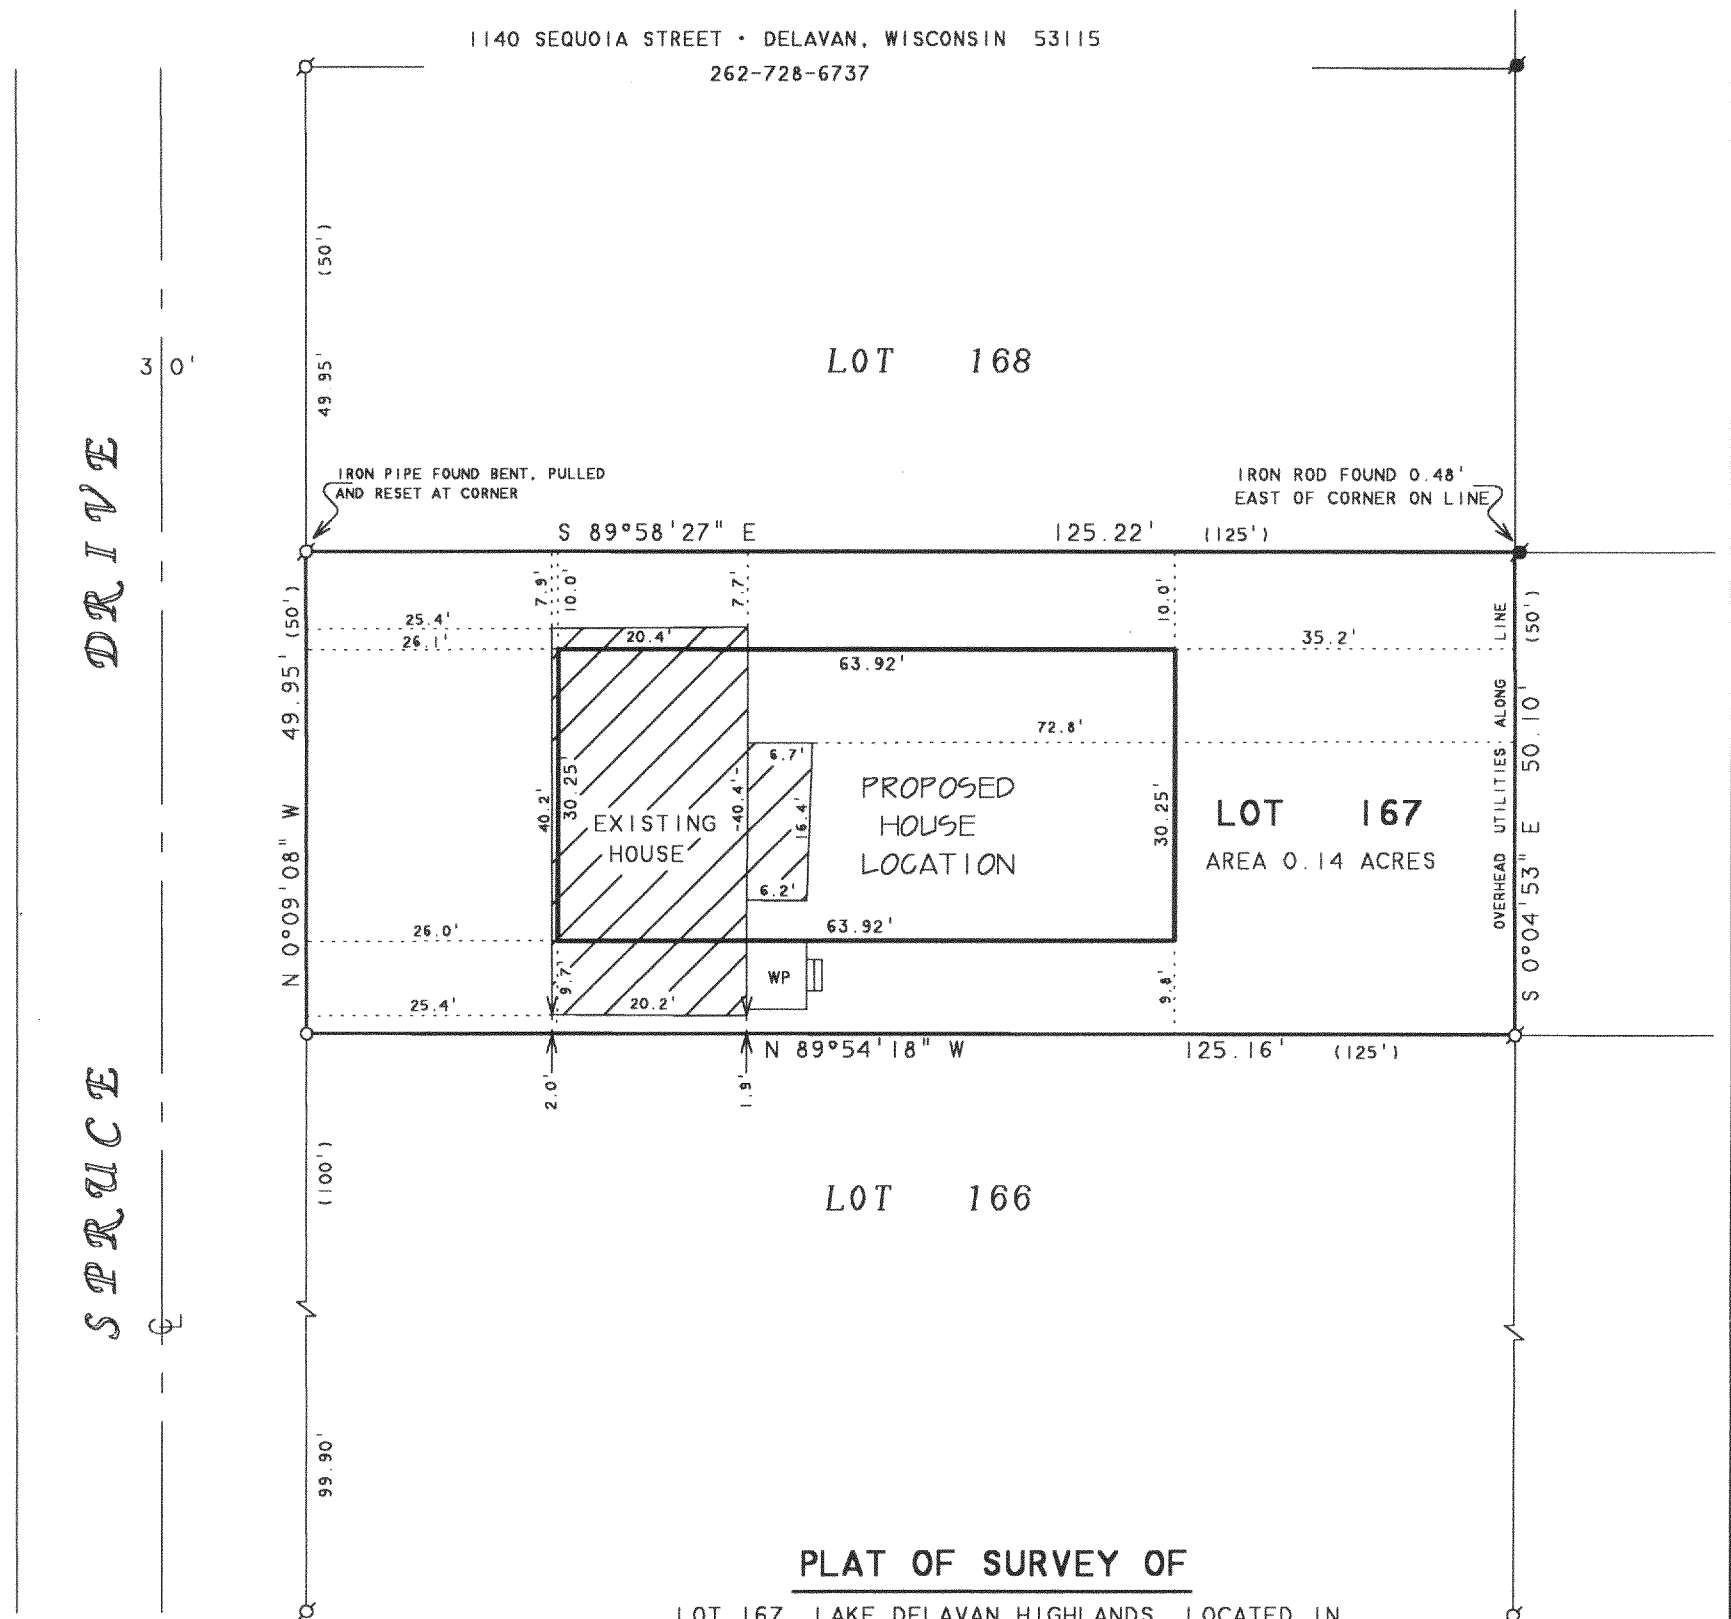 1140 SEQUOIA STREET • DELAVAN, WISCONSIN 53115
262-728-6737
(50')
49.95'
30'
LOT 168
SPRUCE DRIVE
IRON PIPE FOUND BENT, PULLED
AND RESET AT CORNER
IRON ROD FOUND 0.48'
EAST OF CORNER ON LINE
S 89°58'27" E 125.22' (125')
7.9'
10.0'
7.7'
10.0'
25.4'
26.1'
20.4'
35.2'
63.92'
N 0°09'08" W 49.95' (50')
72.8'
6.7'
40.2'
30.25'
40.4'
16.4'
30.25'
EXISTING
HOUSE
PROPOSED
HOUSE
LOCATION
LOT 167
AREA 0.14 ACRES
OVERHEAD UTILITIES ALONG LINE
S 0°04'53" E 50.10' (50')
6.2'
26.0'
63.92'
9.7'
WP
9.8'
25.4'
20.2'
N 89°54'18" W 125.16' (125')
2.0'
1.9'
(100')
LOT 166
℄
99.90'
PLAT OF SURVEY OF
LOT 167 LAKE DELAVAN HIGHLANDS LOCATED IN